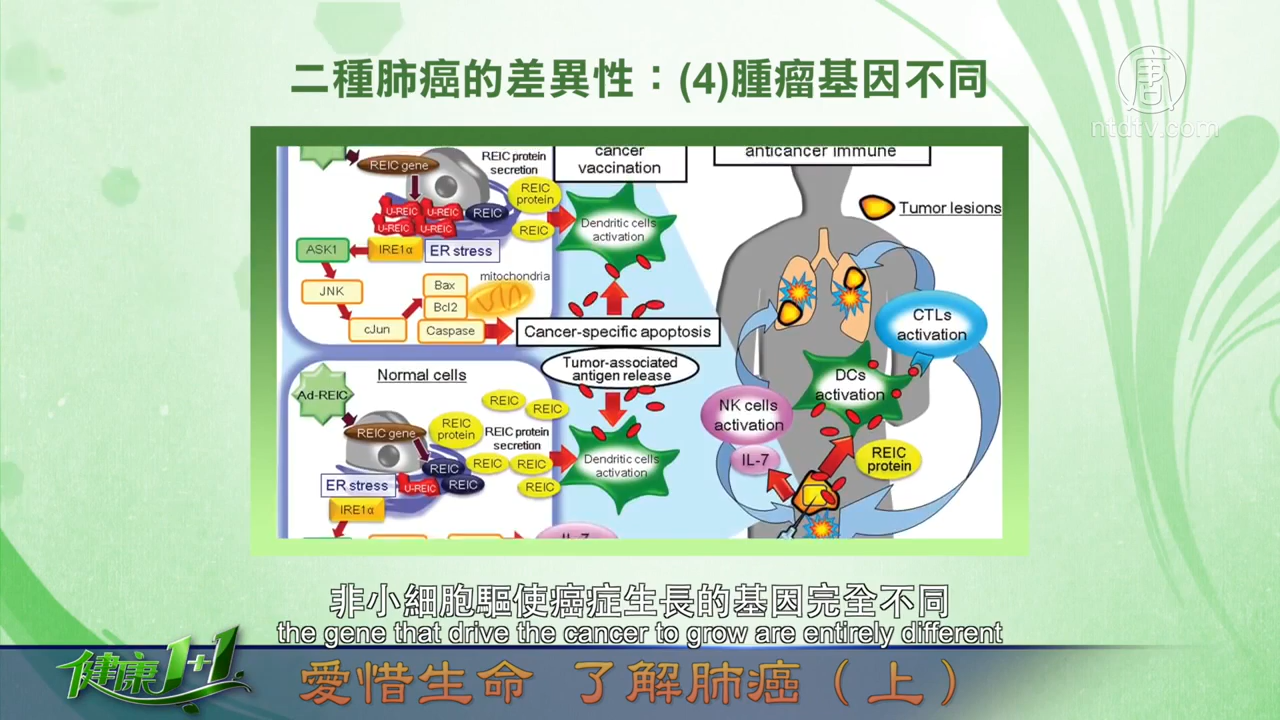 二種肺癌的差異性：(4)腫瘤基因不同
唐
ntdtv.com
REIC gene
REIC protein
secretion
REIC
protein
REIC
U-REIC
U-REIC
U-REIC
U-REIC
REIC
ASK1
IRE1α
ER stress
JNK
cJun
Bax
Bcl2
Caspase
mitochondria
cancer
vaccination
Dendritic cells
activation
Cancer-specific apoptosis
Tumor-associated
antigen release
Normal cells
Ad-REIC
REIC gene
REIC
protein
REIC
REIC
REIC protein
secretion
REIC
REIC
REIC
REIC
REIC
U-REIC
ER stress
IRE1α
Dendritic cells
activation
anticancer immune
Tumor lesions
CTLs
activation
DCs
activation
NK cells
activation
IL-7
REIC
protein
非小細胞驅使癌症生長的基因完全不同
the gene that drive the cancer to grow are entirely different
健康1+1
愛惜生命 了解肺癌（上）